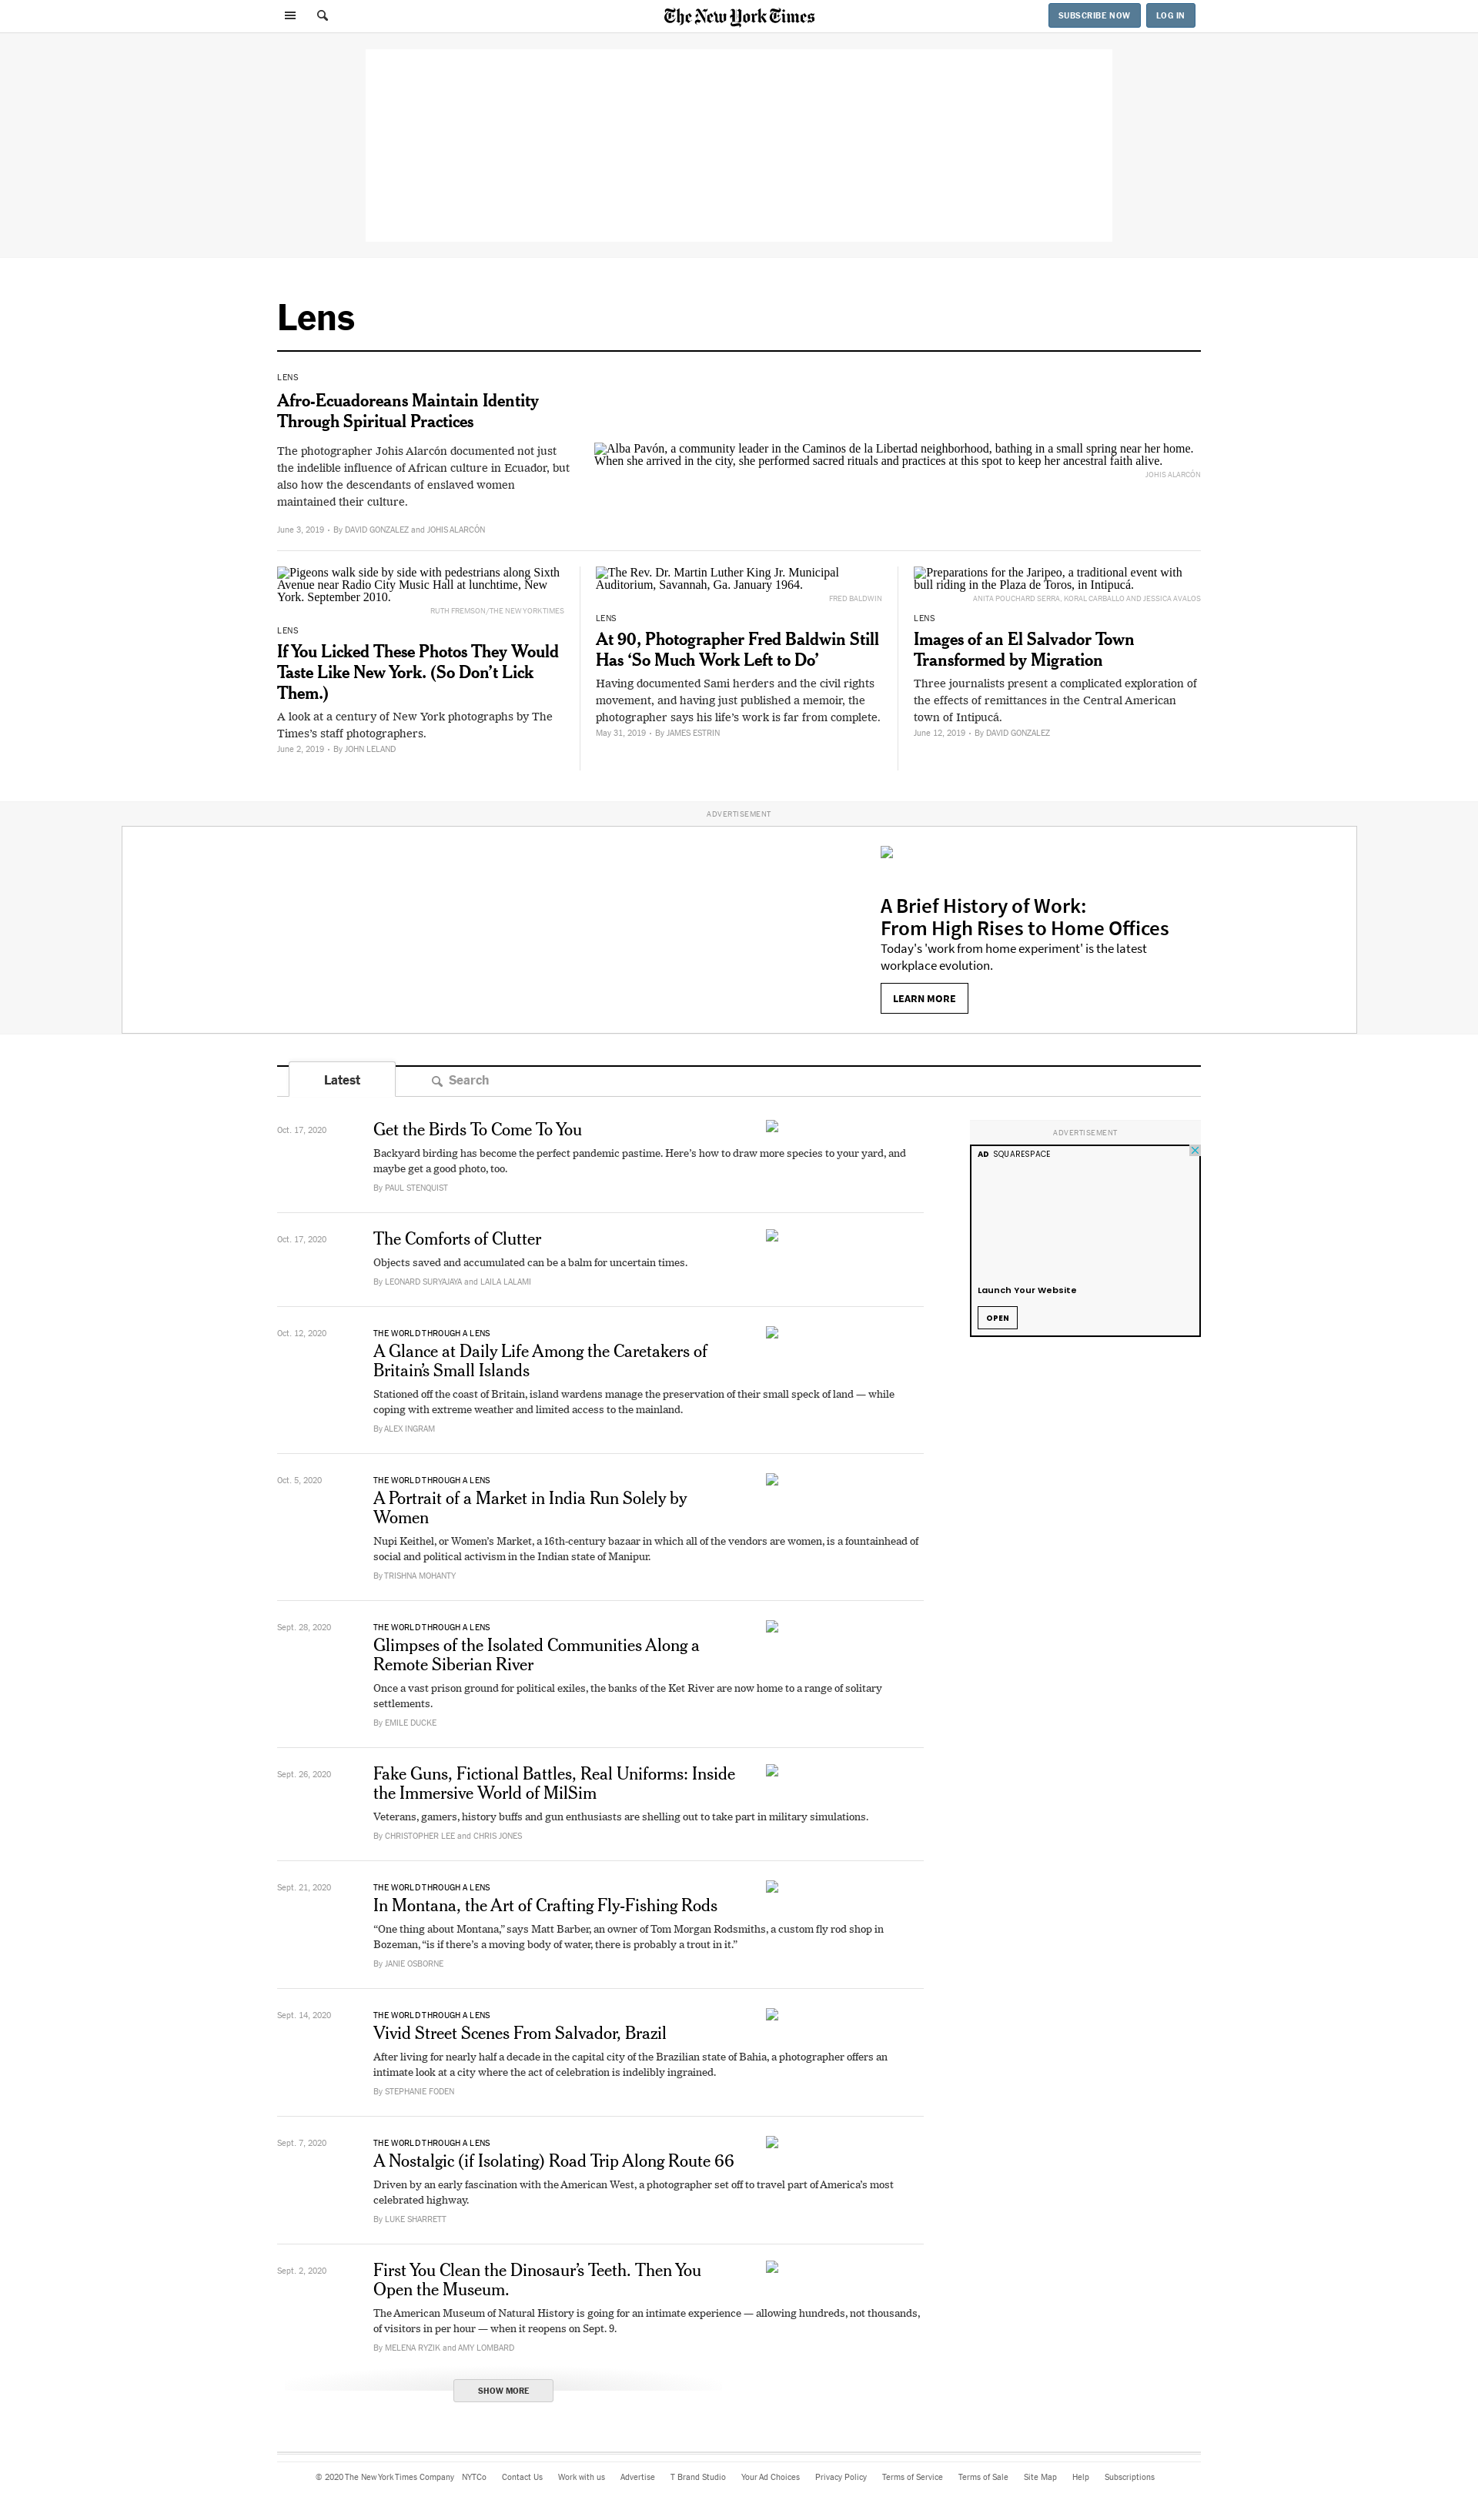 The New York Times
SUBSCRIBE NOW
LOG IN
Lens
LENS
Afro-Ecuadoreans Maintain Identity
Through Spiritual Practices
The photographer Johis Alarcón documented not just
the indelible influence of African culture in Ecuador, but
also how the descendants of enslaved women
maintained their culture.
June 3, 2019 • By DAVID GONZALEZ and JOHIS ALARCÓN
Alba Pavón, a community leader in the Caminos de la Libertad neighborhood, bathing in a small spring near her home.
When she arrived in the city, she performed sacred rituals and practices at this spot to keep her ancestral faith alive.
JOHIS ALARCÓN
Pigeons walk side by side with pedestrians along Sixth
Avenue near Radio City Music Hall at lunchtime, New
York. September 2010.
RUTH FREMSON/THE NEW YORK TIMES
LENS
If You Licked These Photos They Would
Taste Like New York. (So Don’t Lick
Them.)
A look at a century of New York photographs by The
Times’s staff photographers.
June 2, 2019 • By JOHN LELAND
The Rev. Dr. Martin Luther King Jr. Municipal
Auditorium, Savannah, Ga. January 1964.
FRED BALDWIN
LENS
At 90, Photographer Fred Baldwin Still
Has ‘So Much Work Left to Do’
Having documented Sami herders and the civil rights
movement, and having just published a memoir, the
photographer says his life’s work is far from complete.
May 31, 2019 • By JAMES ESTRIN
Preparations for the Jaripeo, a traditional event with
bull riding in the Plaza de Toros, in Intipucá.
ANITA POUCHARD SERRA, KORAL CARBALLO AND JESSICA AVALOS
LENS
Images of an El Salvador Town
Transformed by Migration
Three journalists present a complicated exploration of
the effects of remittances in the Central American
town of Intipucá.
June 12, 2019 • By DAVID GONZALEZ
ADVERTISEMENT
A Brief History of Work:
From High Rises to Home Offices
Today's 'work from home experiment' is the latest
workplace evolution.
LEARN MORE
Latest
Search
Oct. 17, 2020
Get the Birds To Come To You
Backyard birding has become the perfect pandemic pastime. Here’s how to draw more species to your yard, and
maybe get a good photo, too.
By PAUL STENQUIST
ADVERTISEMENT
AD SQUARESPACE
Launch Your Website
OPEN
Oct. 17, 2020
The Comforts of Clutter
Objects saved and accumulated can be a balm for uncertain times.
By LEONARD SURYAJAYA and LAILA LALAMI
Oct. 12, 2020
THE WORLD THROUGH A LENS
A Glance at Daily Life Among the Caretakers of
Britain’s Small Islands
Stationed off the coast of Britain, island wardens manage the preservation of their small speck of land — while
coping with extreme weather and limited access to the mainland.
By ALEX INGRAM
Oct. 5, 2020
THE WORLD THROUGH A LENS
A Portrait of a Market in India Run Solely by
Women
Nupi Keithel, or Women’s Market, a 16th-century bazaar in which all of the vendors are women, is a fountainhead of
social and political activism in the Indian state of Manipur.
By TRISHNA MOHANTY
Sept. 28, 2020
THE WORLD THROUGH A LENS
Glimpses of the Isolated Communities Along a
Remote Siberian River
Once a vast prison ground for political exiles, the banks of the Ket River are now home to a range of solitary
settlements.
By EMILE DUCKE
Sept. 26, 2020
Fake Guns, Fictional Battles, Real Uniforms: Inside
the Immersive World of MilSim
Veterans, gamers, history buffs and gun enthusiasts are shelling out to take part in military simulations.
By CHRISTOPHER LEE and CHRIS JONES
Sept. 21, 2020
THE WORLD THROUGH A LENS
In Montana, the Art of Crafting Fly-Fishing Rods
“One thing about Montana,” says Matt Barber, an owner of Tom Morgan Rodsmiths, a custom fly rod shop in
Bozeman, “is if there’s a moving body of water, there is probably a trout in it.”
By JANIE OSBORNE
Sept. 14, 2020
THE WORLD THROUGH A LENS
Vivid Street Scenes From Salvador, Brazil
After living for nearly half a decade in the capital city of the Brazilian state of Bahia, a photographer offers an
intimate look at a city where the act of celebration is indelibly ingrained.
By STEPHANIE FODEN
Sept. 7, 2020
THE WORLD THROUGH A LENS
A Nostalgic (if Isolating) Road Trip Along Route 66
Driven by an early fascination with the American West, a photographer set off to travel part of America’s most
celebrated highway.
By LUKE SHARRETT
Sept. 2, 2020
First You Clean the Dinosaur’s Teeth. Then You
Open the Museum.
The American Museum of Natural History is going for an intimate experience — allowing hundreds, not thousands,
of visitors in per hour — when it reopens on Sept. 9.
By MELENA RYZIK and AMY LOMBARD
SHOW MORE
© 2020 The New York Times Company NYTCo Contact Us Work with us Advertise T Brand Studio Your Ad Choices Privacy Policy Terms of Service Terms of Sale Site Map Help Subscriptions